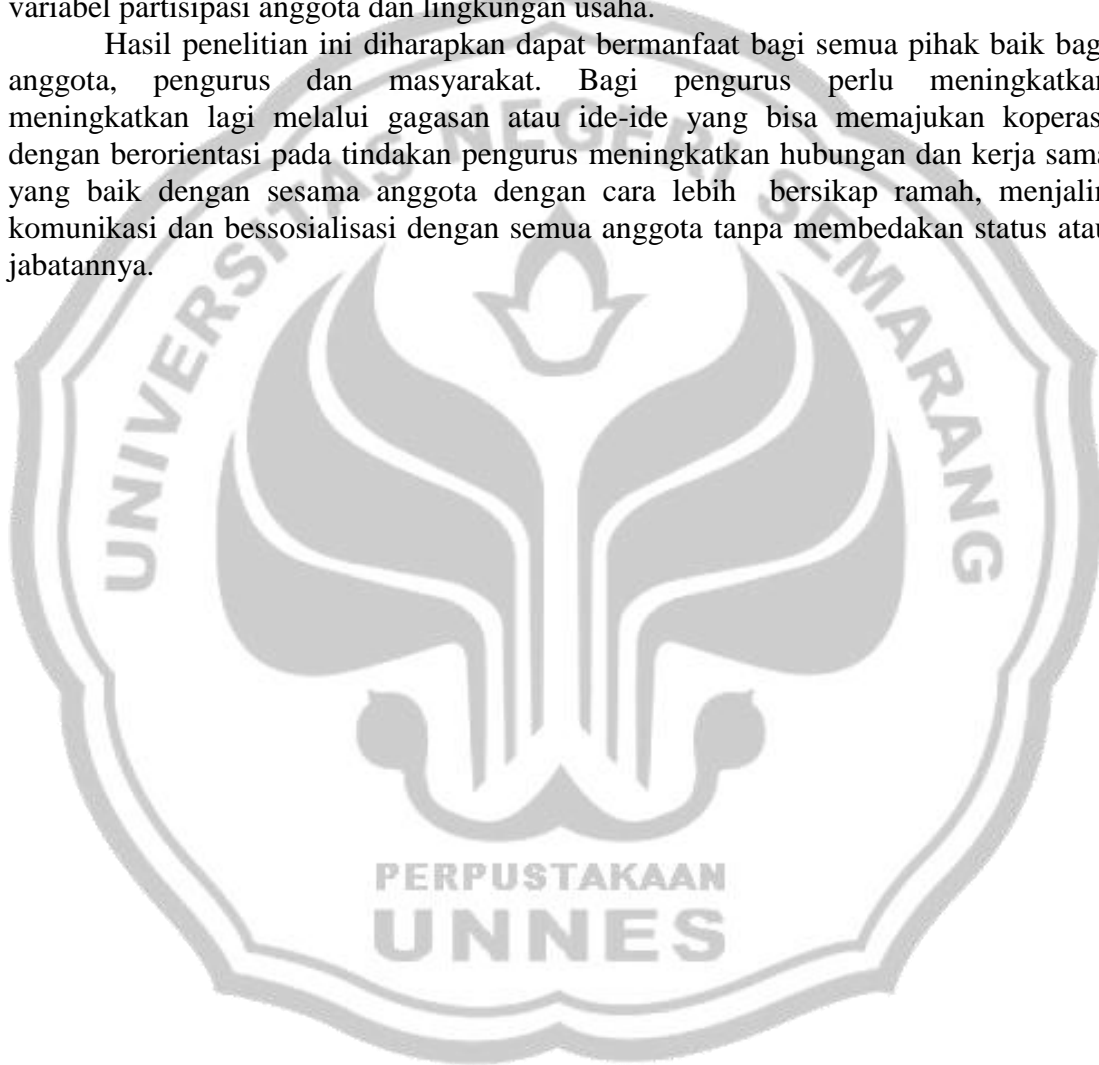 variabel partisipasi anggota dan lingkungan usaha.
Hasil penelitian ini diharapkan dapat bermanfaat bagi semua pihak baik bag
anggota, pengurus dan masyarakat. Bagi pengurus perlu meningkatkan
meningkatkan lagi melalui gagasan atau ide-ide yang bisa memajukan koperas
dengan berorientasi pada tindakan pengurus meningkatkan hubungan dan kerja sama
yang baik dengan sesama anggota dengan cara lebih bersikap ramah, menjalin
komunikasi dan bessosialisasi dengan semua anggota tanpa membedakan status atau
jabatannya.
UNIVERSITAS NEGERI SEMARANG
PERPUSTAKAAN
UNNES